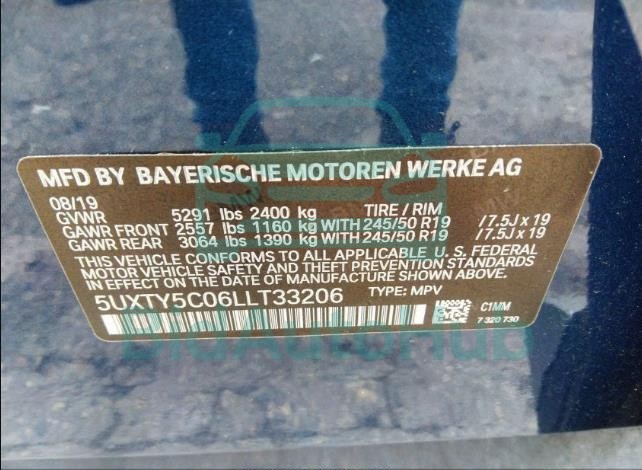 MFD BY BAYERISCHE MOTOREN WERKE AG
08/19
GVWR 5291 lbs 2400 kg TIRE / RIM
GAWR FRONT 2557 lbs 1160 kg WITH 245/50 R19 /7.5J x 19
GAWR REAR 3064 lbs 1390 kg WITH 245/50 R19 /7.5J x 19
THIS VEHICLE CONFORMS TO ALL APPLICABLE U. S. FEDERAL
MOTOR VEHICLE SAFETY AND THEFT PREVENTION STANDARDS
IN EFFECT ON THE DATE OF MANUFACTURE SHOWN ABOVE.
5UXTY5C06LLT33206 TYPE: MPV
C1MM
7 320 730
BidAutoHub